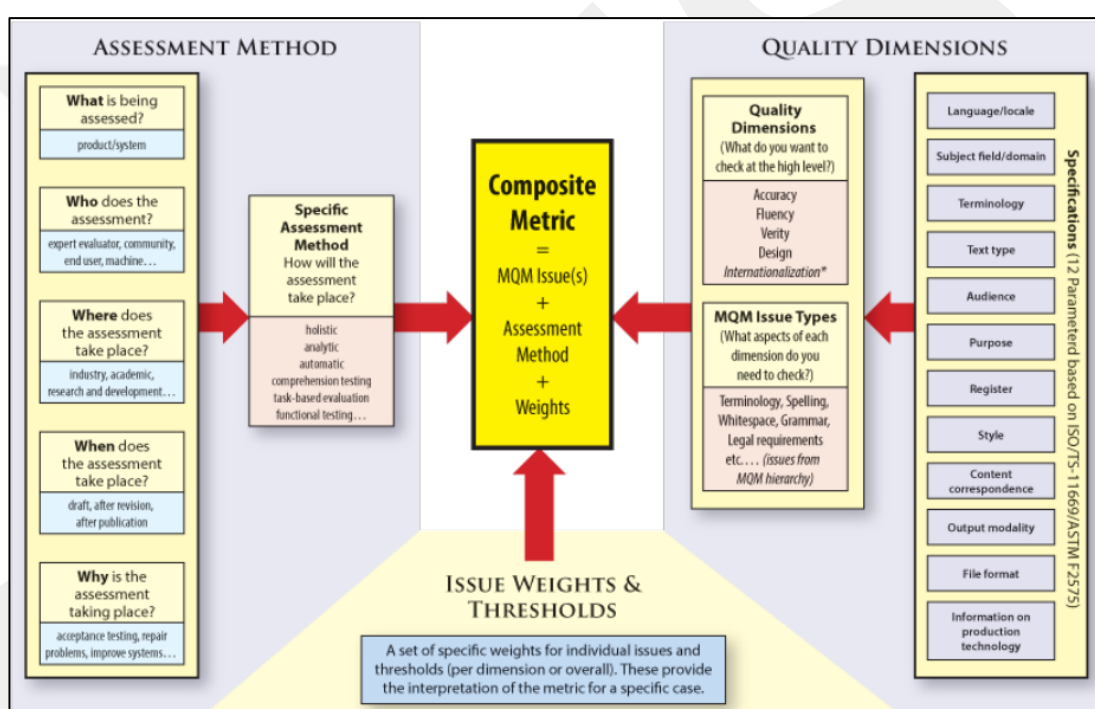 ASSESSMENT METHOD
What is being
assessed?
product/system
Who does the
assessment?
expert evaluator, community,
end user, machine…
Where does
the assessment
take place?
industry, academic,
research and development…
When does
the assessment
take place?
draft, after revision,
after publication
Why is the
assessment
taking place?
acceptance testing, repair
problems, improve systems…
Specific
Assessment
Method
How will the
assessment
take place?
holistic
analytic
automatic
comprehension testing
task-based evaluation
functional testing…
Composite
Metric
=
MQM Issue(s)
+
Assessment
Method
+
Weights
QUALITY DIMENSIONS
Quality
Dimensions
(What do you want to
check at the high level?)
Accuracy
Fluency
Verity
Design
Internationalization*
MQM Issue Types
(What aspects of each
dimension do you
need to check?)
Terminology, Spelling,
Whitespace, Grammar,
Legal requirements
etc.… (issues from
MQM hierarchy)
Language/locale
Subject field/domain
Terminology
Text type
Audience
Purpose
Register
Style
Content
correspondence
Output modality
File format
Information on
production
technology
Specifications (12 Parameterd based on ISO/TS-11669/ASTM F2575)
ISSUE WEIGHTS &
THRESHOLDS
A set of specific weights for individual issues and
thresholds (per dimension or overall). These provide
the interpretation of the metric for a specific case.